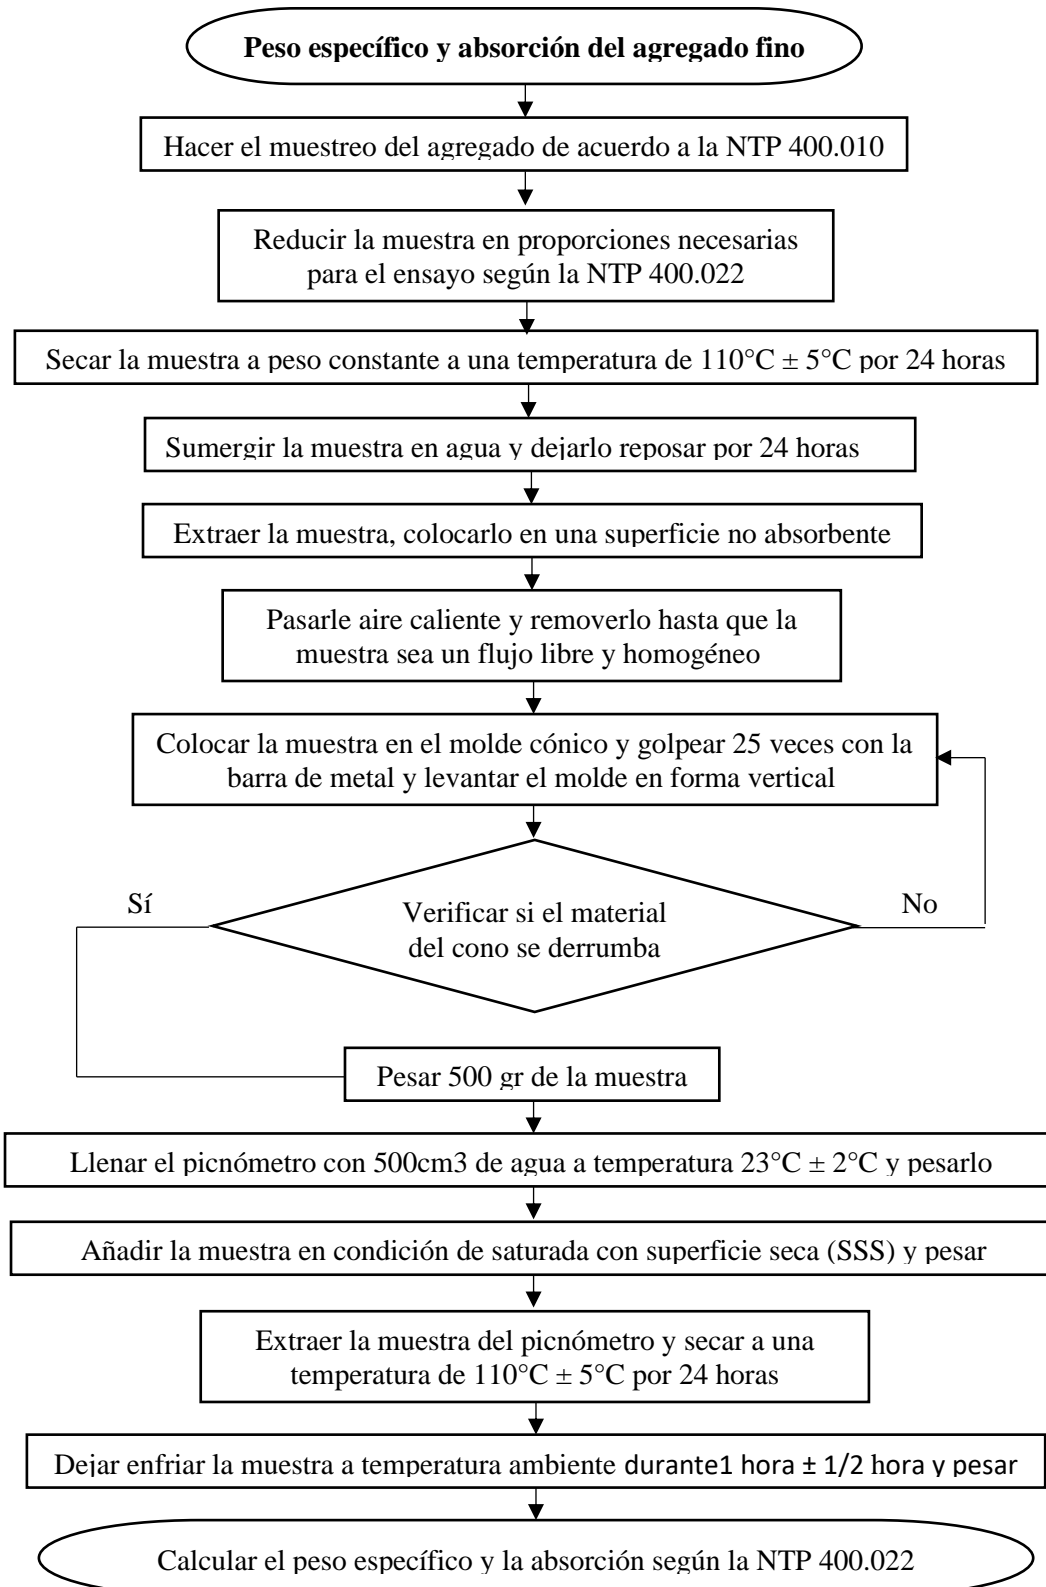 Peso específico y absorción del agregado fino
Hacer el muestreo del agregado de acuerdo a la NTP 400.010
Reducir la muestra en proporciones necesarias
para el ensayo según la NTP 400.022
Secar la muestra a peso constante a una temperatura de 110°C ± 5°C por 24 horas
Sumergir la muestra en agua y dejarlo reposar por 24 horas
Extraer la muestra, colocarlo en una superficie no absorbente
Pasarle aire caliente y removerlo hasta que la
muestra sea un flujo libre y homogéneo
Colocar la muestra en el molde cónico y golpear 25 veces con la
barra de metal y levantar el molde en forma vertical
Sí
No
Verificar si el material
del cono se derrumba
Pesar 500 gr de la muestra
Llenar el picnómetro con 500cm3 de agua a temperatura 23°C ± 2°C y pesarlo
Añadir la muestra en condición de saturada con superficie seca (SSS) y pesar
Extraer la muestra del picnómetro y secar a una
temperatura de 110°C ± 5°C por 24 horas
Dejar enfriar la muestra a temperatura ambiente durante1 hora ± 1/2 hora y pesar
Calcular el peso específico y la absorción según la NTP 400.022